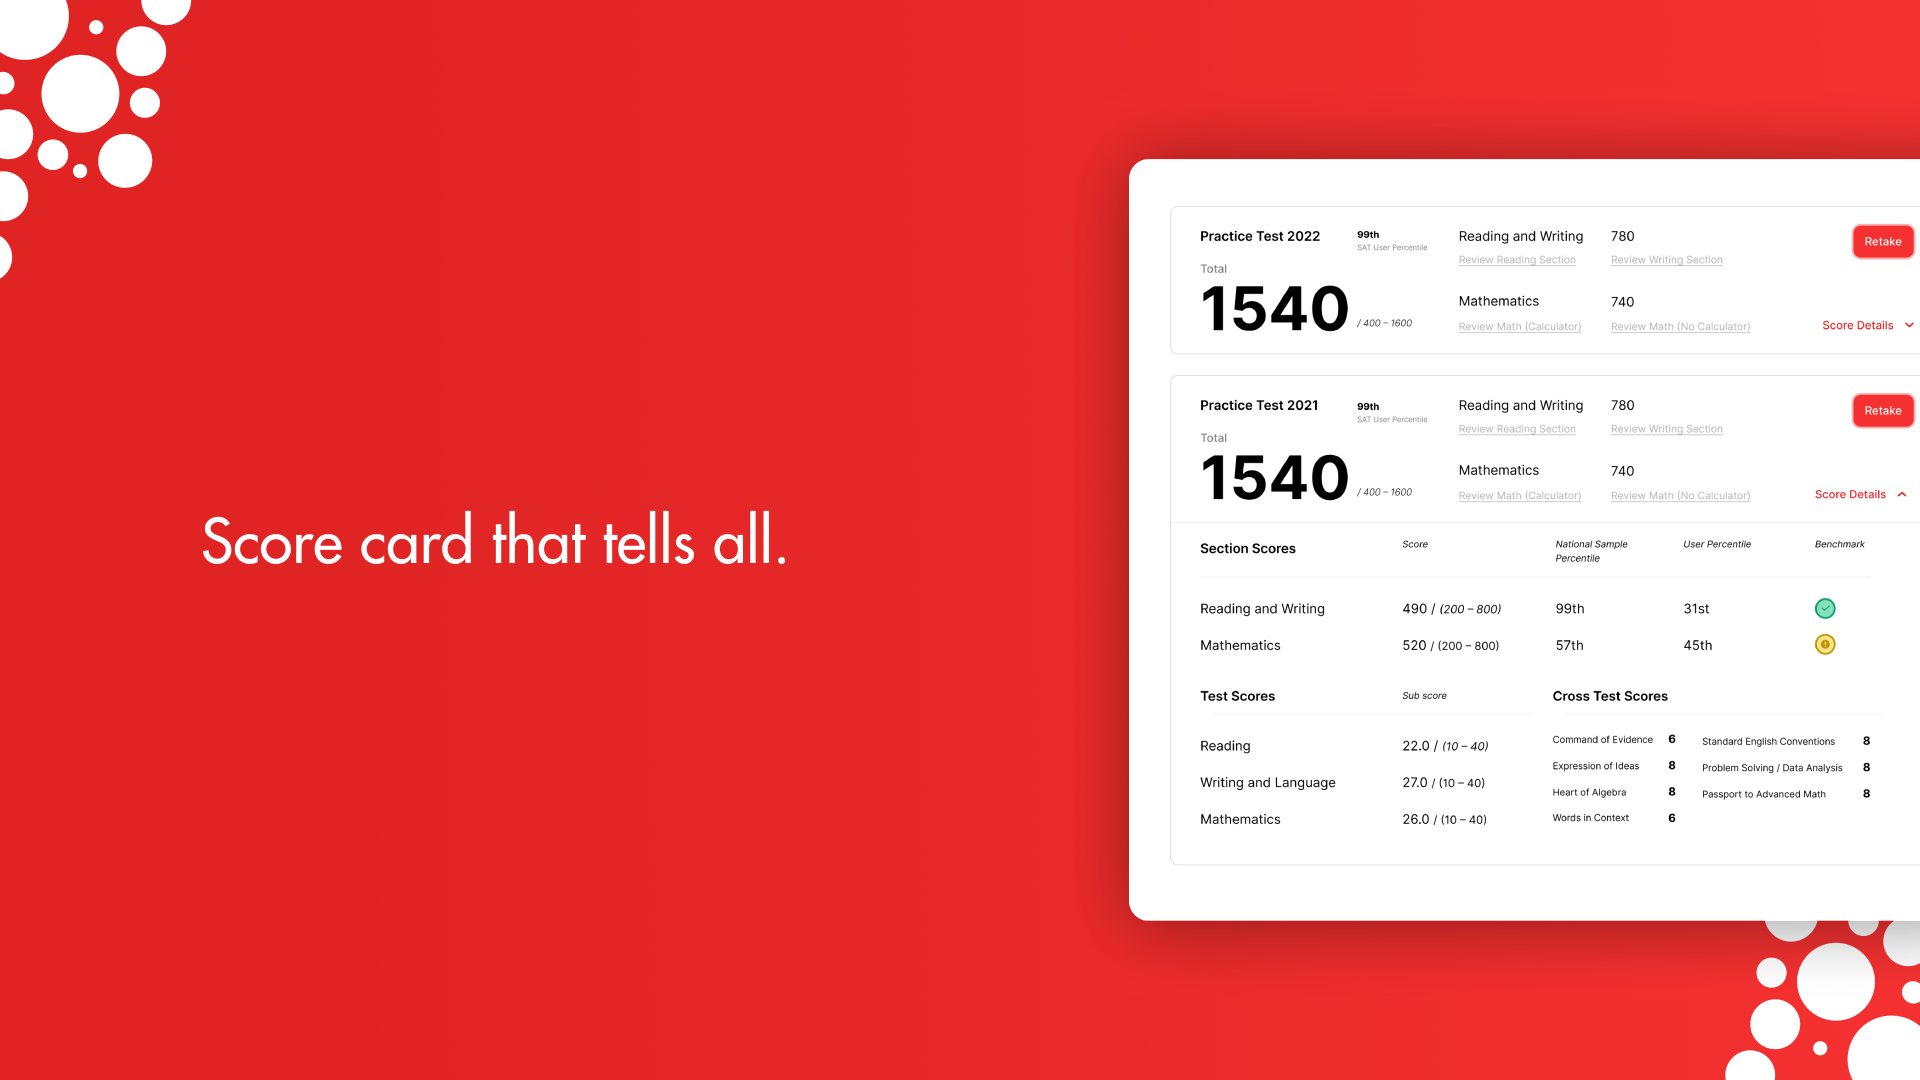 Score card that tells all.
Practice Test 2022
99th
SAT User Percentile
Total
1540 / 400 – 1600
Reading and Writing 780
Review Reading Section Review Writing Section
Mathematics 740
Review Math (Calculator) Review Math (No Calculator)
Retake
Score Details
Practice Test 2021
99th
SAT User Percentile
Total
1540 / 400 – 1600
Reading and Writing 780
Review Reading Section Review Writing Section
Mathematics 740
Review Math (Calculator) Review Math (No Calculator)
Retake
Score Details
Section Scores Score National Sample User Percentile Benchmark
Percentile
Reading and Writing 490 / (200 – 800) 99th 31st
Mathematics 520 / (200 – 800) 57th 45th
Test Scores Sub score
Reading 22.0 / (10 – 40)
Writing and Language 27.0 / (10 – 40)
Mathematics 26.0 / (10 – 40)
Cross Test Scores
Command of Evidence 6 Standard English Conventions 8
Expression of Ideas 8 Problem Solving / Data Analysis 8
Heart of Algebra 8 Passport to Advanced Math 8
Words in Context 6